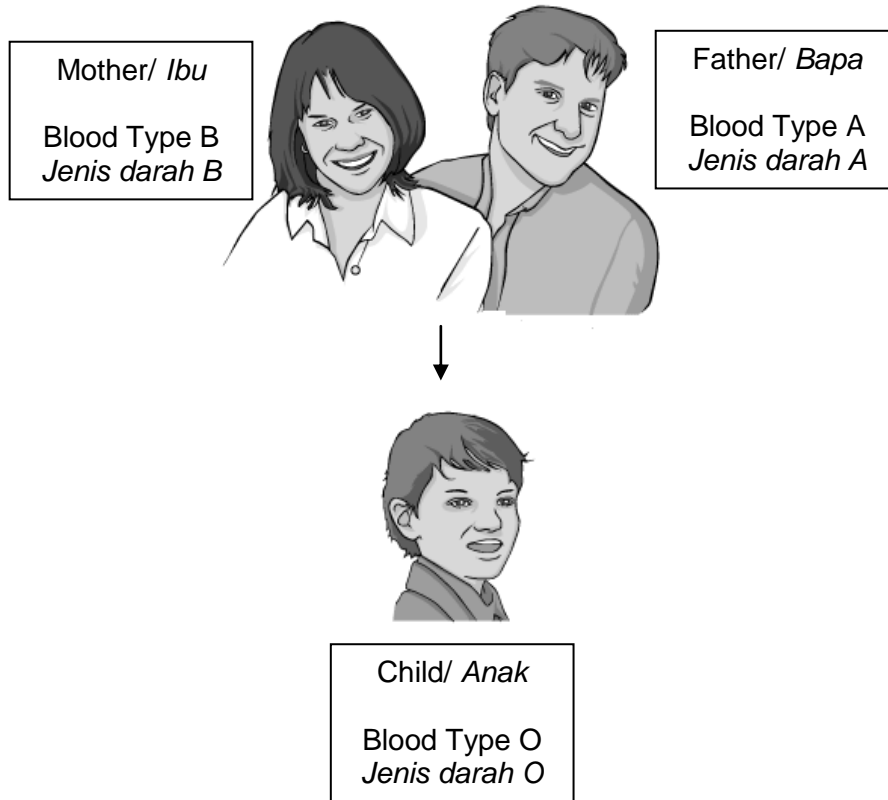 Mother/ Ibu
Blood Type B
Jenis darah B
Father/ Bapa
Blood Type A
Jenis darah A
Child/ Anak
Blood Type O
Jenis darah O